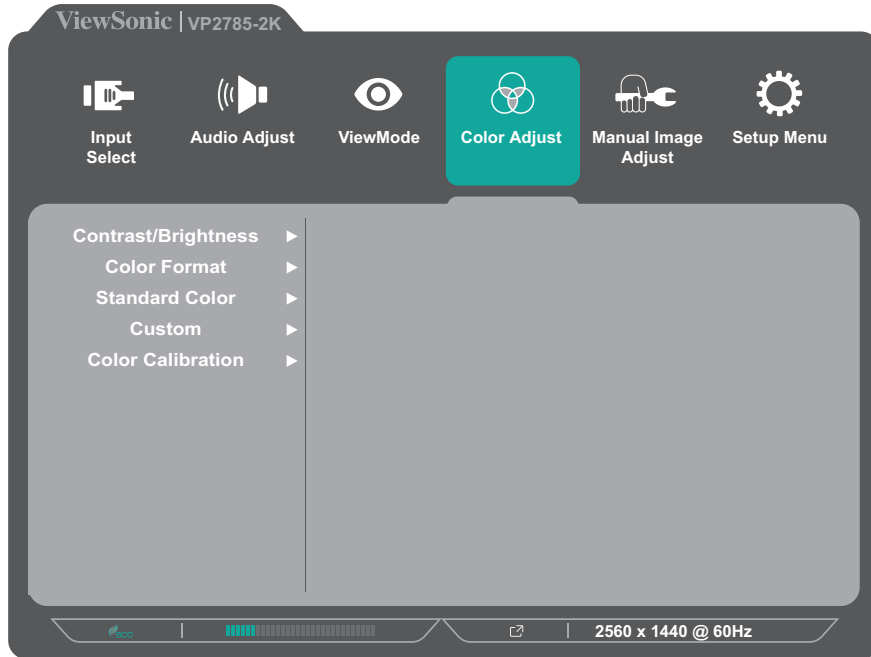 ViewSonic | VP2785-2K
Input Select
Audio Adjust
ViewMode
Color Adjust
Manual Image Adjust
Setup Menu
Contrast/Brightness
Color Format
Standard Color
Custom
Color Calibration
eco
2560 x 1440 @ 60Hz